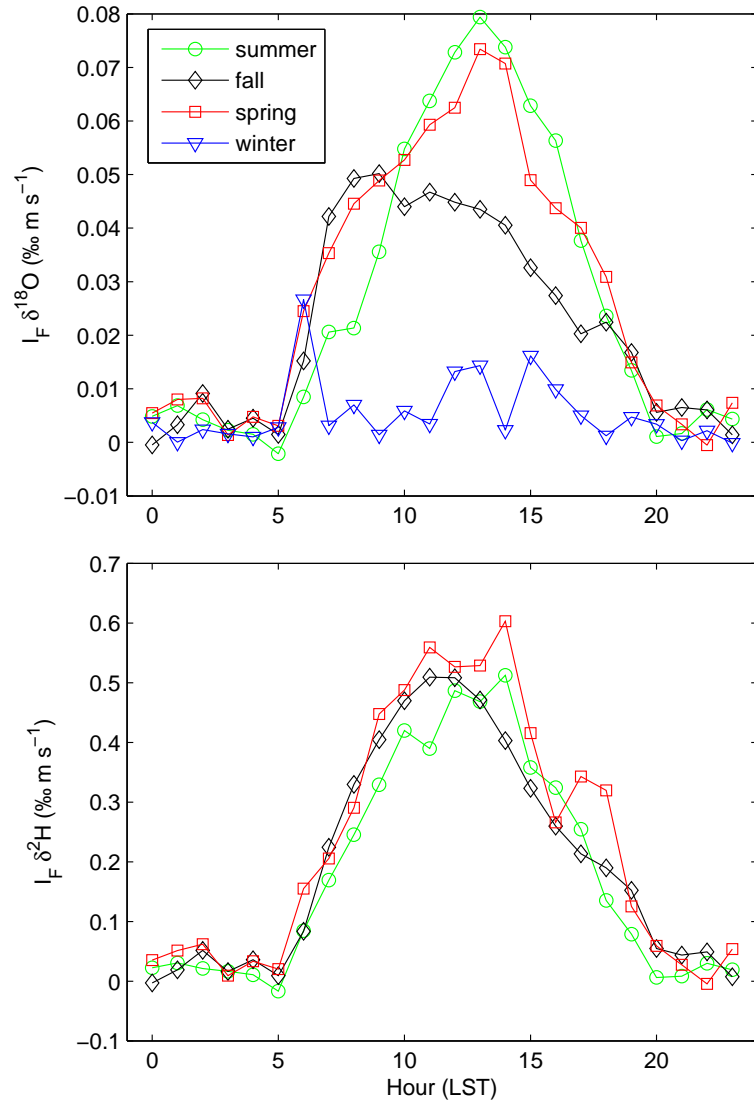 0.08
0.07
0.06
0.05
0.04
0.03
0.02
0.01
0
−0.01
I_F δ¹⁸O (‰ m s⁻¹)
summer
fall
spring
winter
0 5 10 15 20
0.7
0.6
0.5
0.4
0.3
0.2
0.1
0
−0.1
I_F δ²H (‰ m s⁻¹)
0 5 10 15 20
Hour (LST)